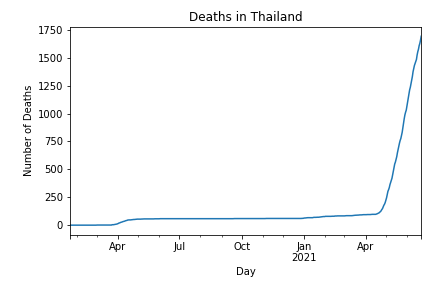 Deaths in Thailand
1750
1500
1250
1000
750
500
250
0
Number of Deaths
Apr
Jul
Oct
Jan
2021
Apr
Day